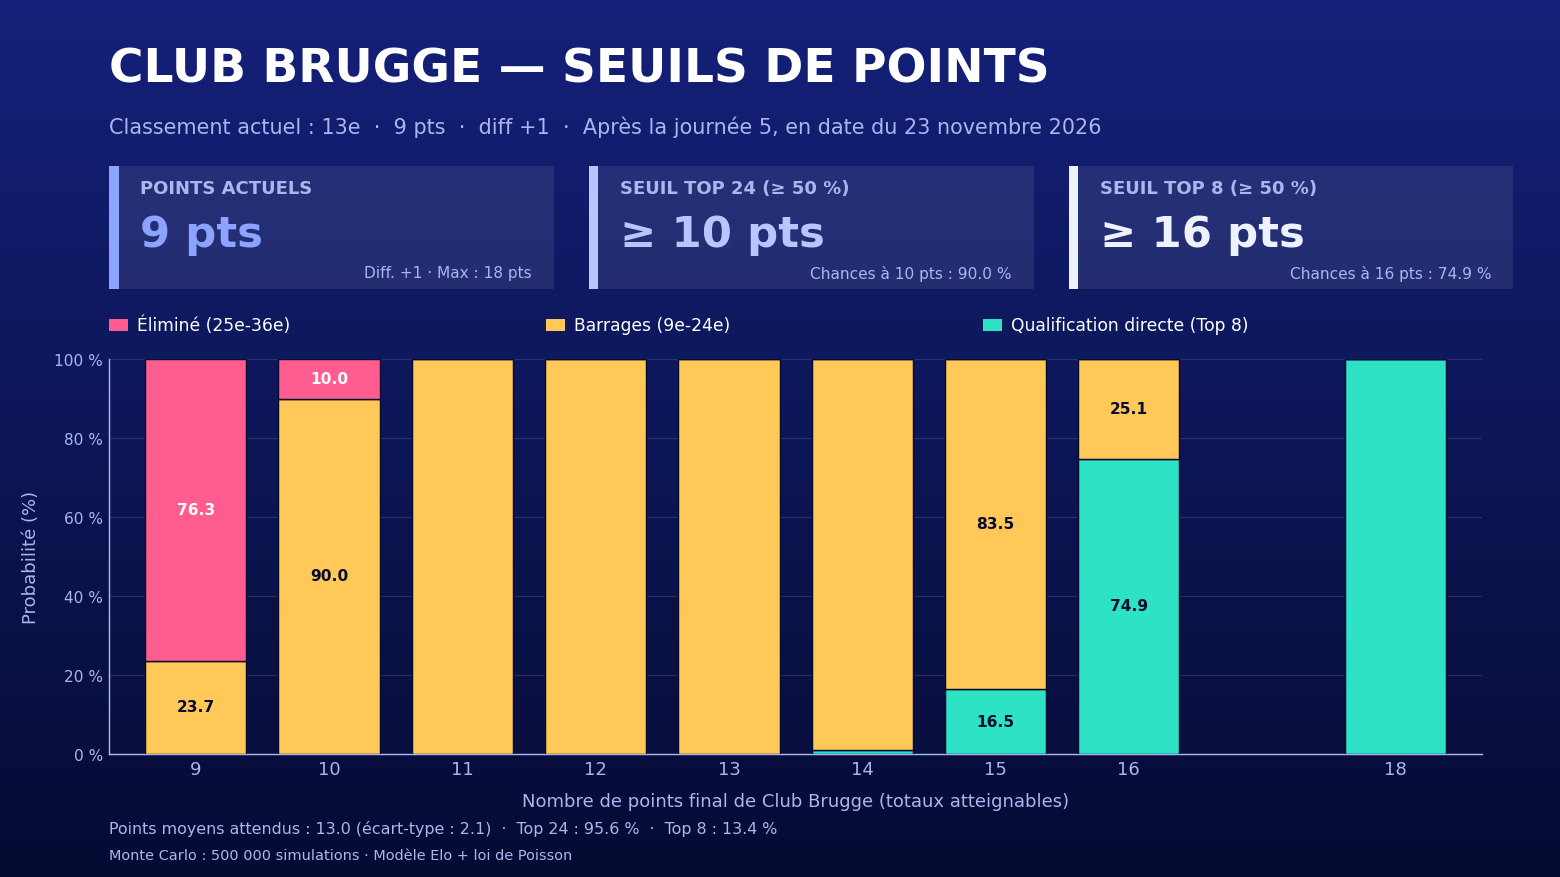 CLUB BRUGGE — SEUILS DE POINTS
Classement actuel : 13e · 9 pts · diff +1 · Après la journée 5, en date du 23 novembre 2026
POINTS ACTUELS
9 pts
Diff. +1 · Max : 18 pts
SEUIL TOP 24 (≥ 50 %)
≥ 10 pts
Chances à 10 pts : 90.0 %
SEUIL TOP 8 (≥ 50 %)
≥ 16 pts
Chances à 16 pts : 74.9 %
Éliminé (25e-36e)
Barrages (9e-24e)
Qualification directe (Top 8)
Probabilité (%)
100 %
80 %
60 %
40 %
20 %
0 %
76.3
23.7
10.0
90.0
83.5
16.5
25.1
74.9
9 10 11 12 13 14 15 16 18
Nombre de points final de Club Brugge (totaux atteignables)
Points moyens attendus : 13.0 (écart-type : 2.1) · Top 24 : 95.6 % · Top 8 : 13.4 %
Monte Carlo : 500 000 simulations · Modèle Elo + loi de Poisson